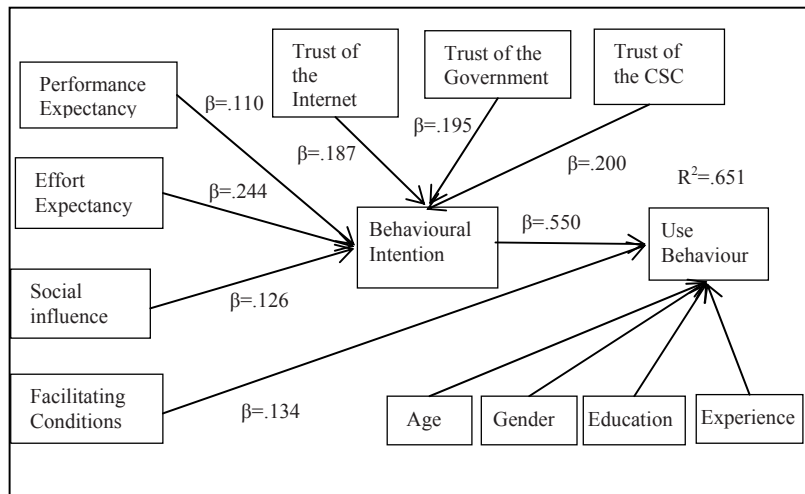 Performance
Expectancy
Trust of
the
Internet
Trust of the
Government
Trust of
the CSC
β=.110
β=.187
β=.195
β=.200
Effort
Expectancy
β=.244
R²=.651
Behavioural
Intention
β=.550
Use
Behaviour
Social
influence
β=.126
Facilitating
Conditions
β=.134
Age
Gender
Education
Experience